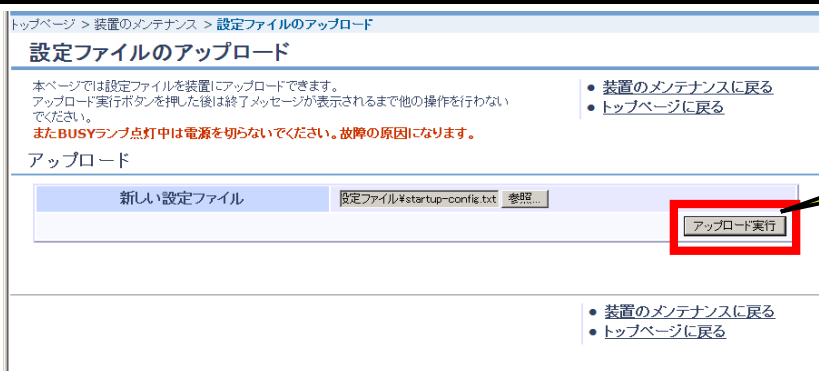 トップページ > 装置のメンテナンス > 設定ファイルのアップロード
設定ファイルのアップロード
本ページでは設定ファイルを装置にアップロードできます。
アップロード実行ボタンを押した後は終了メッセージが表示されるまで他の操作を行わない
でください。
またBUSYランプ点灯中は電源を切らないでください。故障の原因になります。
● 装置のメンテナンスに戻る
● トップページに戻る
アップロード
新しい設定ファイル 設定ファイル¥startup-config.txt 参照...
アップロード実行
● 装置のメンテナンスに戻る
● トップページに戻る